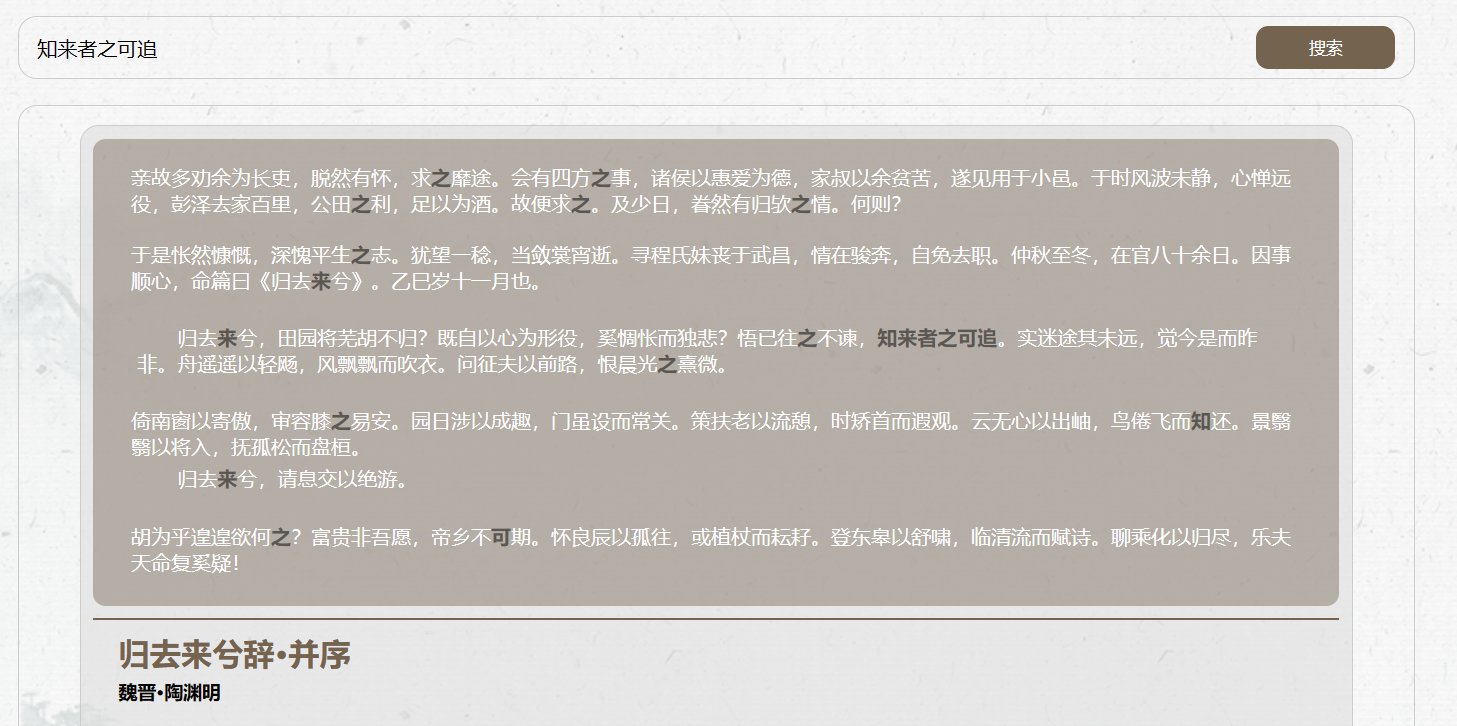 知来者之可追
搜索
亲故多劝余为长吏，脱然有怀，求之靡途。会有四方之事，诸侯以惠爱为德，家叔以余贫苦，遂见用于小邑。于时风波未静，心惮远
役，彭泽去家百里，公田之利，足以为酒。故便求之。及少日，眷然有归欤之情。何则？
于是怅然慷慨，深愧平生之志。犹望一稔，当敛裳宵逝。寻程氏妹丧于武昌，情在骏奔，自免去职。仲秋至冬，在官八十余日。因事
顺心，命篇曰《归去来兮》。乙巳岁十一月也。
归去来兮，田园将芜胡不归？既自以心为形役，奚惆怅而独悲？悟已往之不谏，知来者之可追。实迷途其未远，觉今是而昨
非。舟遥遥以轻飏，风飘飘而吹衣。问征夫以前路，恨晨光之熹微。
倚南窗以寄傲，审容膝之易安。园日涉以成趣，门虽设而常关。策扶老以流憩，时矫首而遐观。云无心以出岫，鸟倦飞而知还。景翳
翳以将入，抚孤松而盘桓。
归去来兮，请息交以绝游。
胡为乎遑遑欲何之？富贵非吾愿，帝乡不可期。怀良辰以孤往，或植杖而耘耔。登东皋以舒啸，临清流而赋诗。聊乘化以归尽，乐夫
天命复奚疑！
归去来兮辞·并序
魏晋·陶渊明